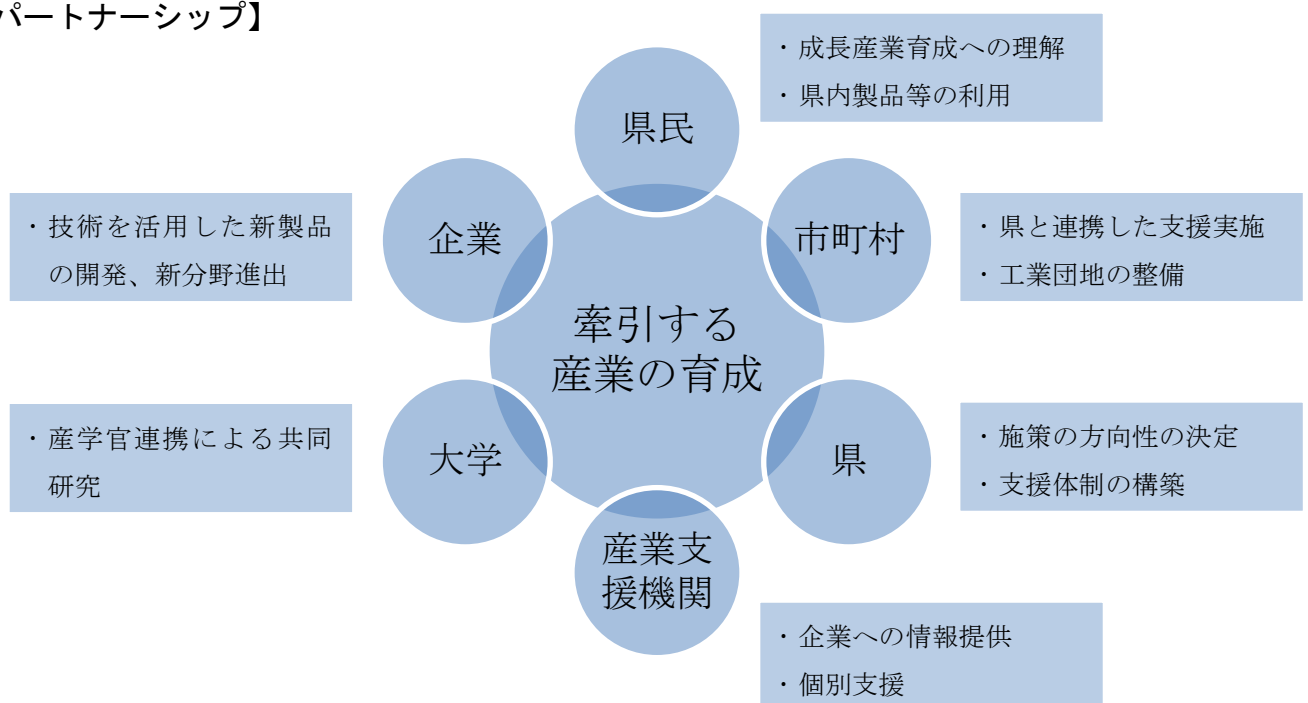 パートナーシップ】
・成長産業育成への理解
・県内製品等の利用
県民
企業
市町村
・技術を活用した新製品
の開発、新分野進出
・県と連携した支援実施
・工業団地の整備
牽引する
産業の育成
・産学官連携による共同
研究
大学
県
・施策の方向性の決定
・支援体制の構築
産業支
援機関
・企業への情報提供
・個別支援